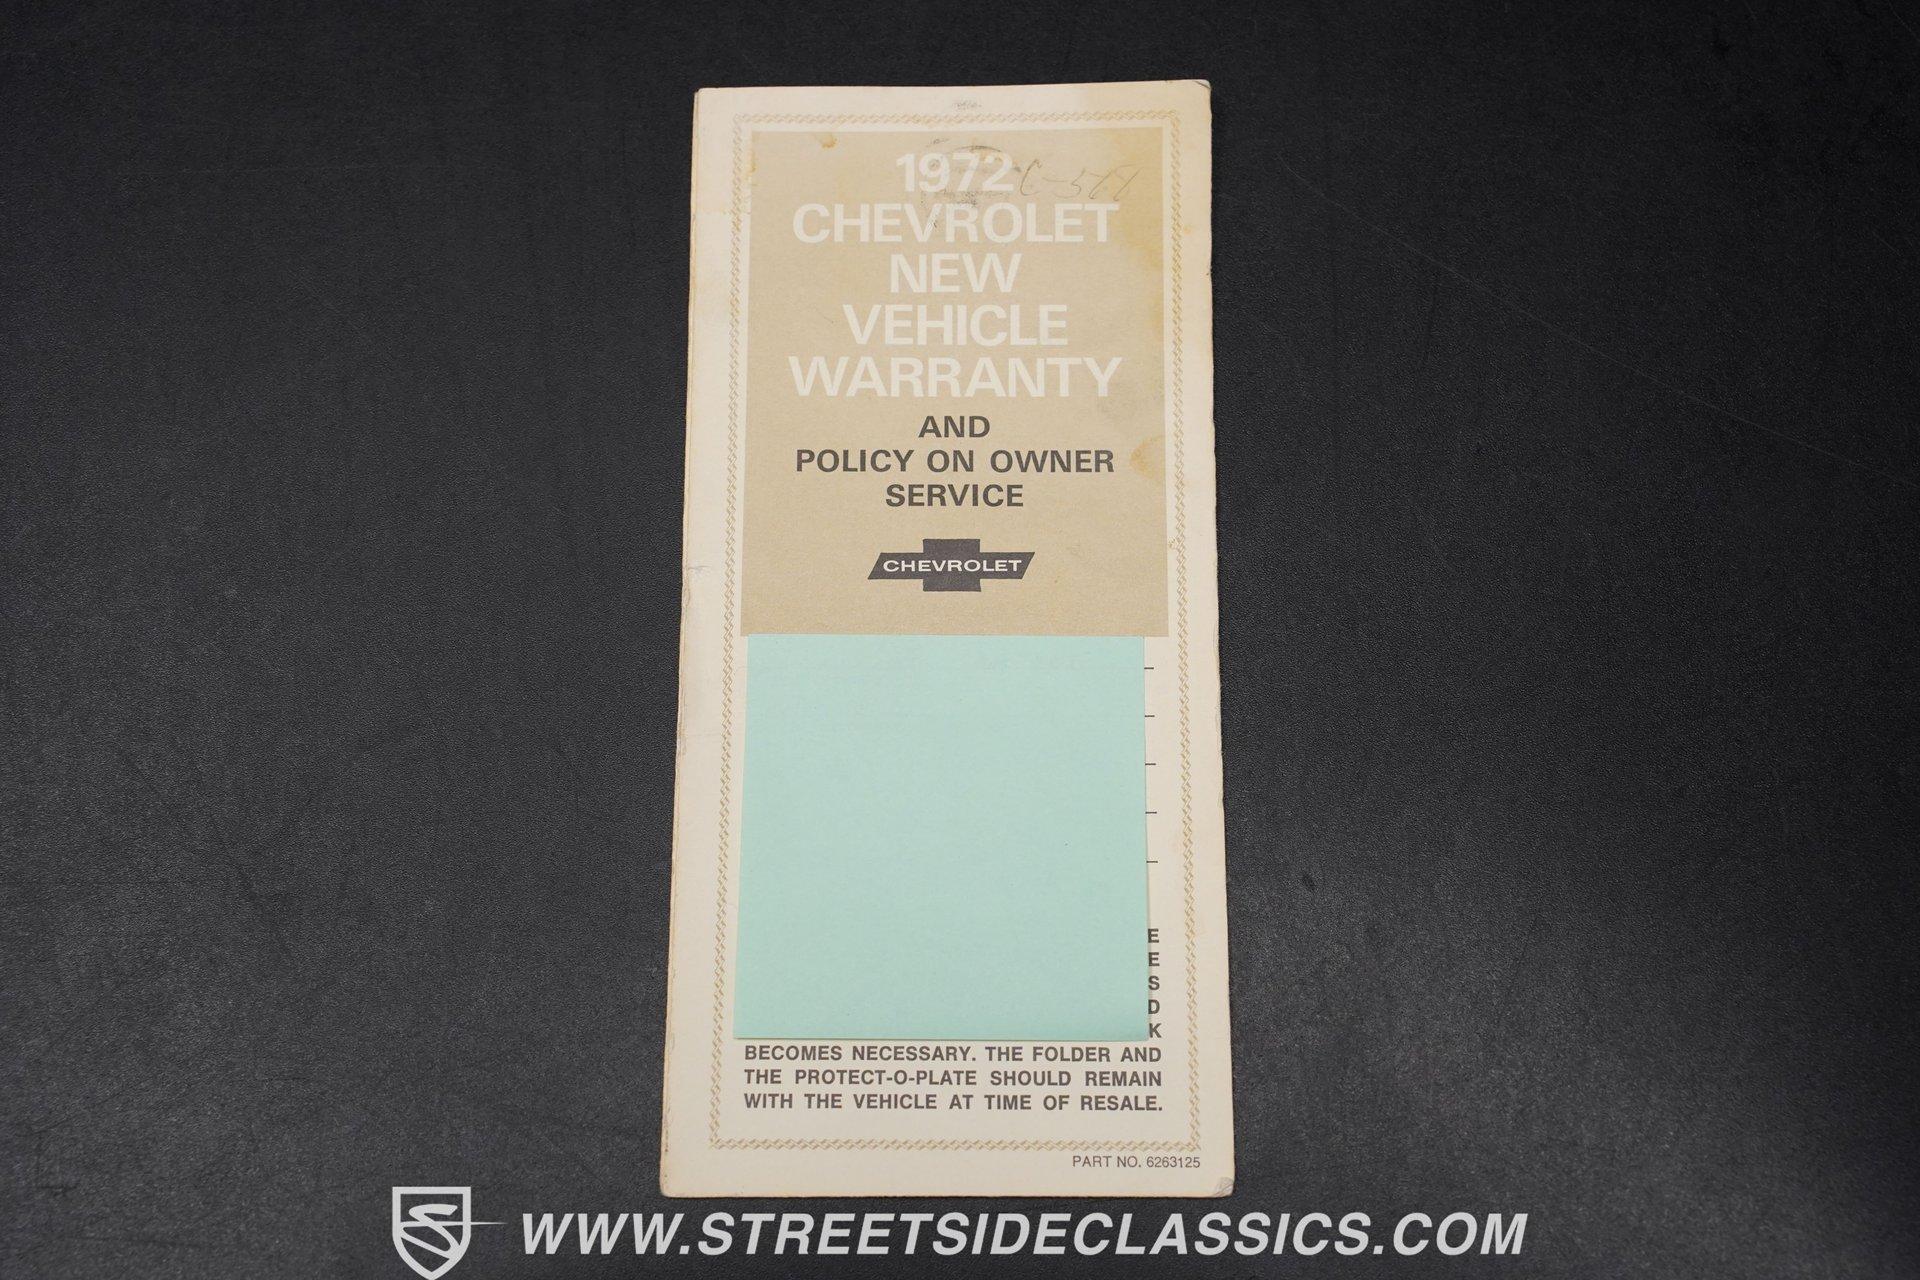 1972
CHEVROLET
NEW
VEHICLE
WARRANTY
AND
POLICY ON OWNER
SERVICE
CHEVROLET
E
E
S
D
K
BECOMES NECESSARY. THE FOLDER AND
THE PROTECT-O-PLATE SHOULD REMAIN
WITH THE VEHICLE AT TIME OF RESALE.
PART NO. 6263125
WWW.STREETSIDECLASSICS.COM